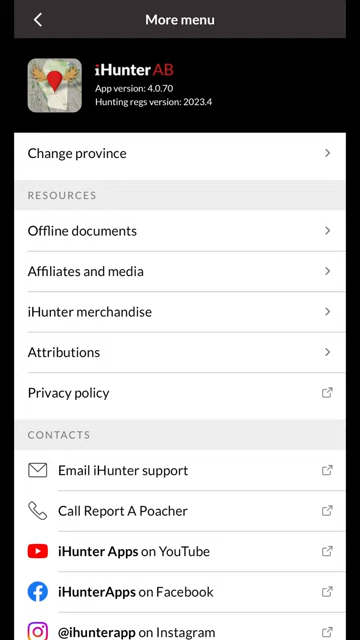 More menu
iHunter AB
App version: 4.0.70
Hunting regs version: 2023.4
Change province
RESOURCES
Offline documents
Affiliates and media
iHunter merchandise
Attributions
Privacy policy
CONTACTS
Email iHunter support
Call Report A Poacher
iHunter Apps on YouTube
iHunterApps on Facebook
@ihunterapp on Instagram